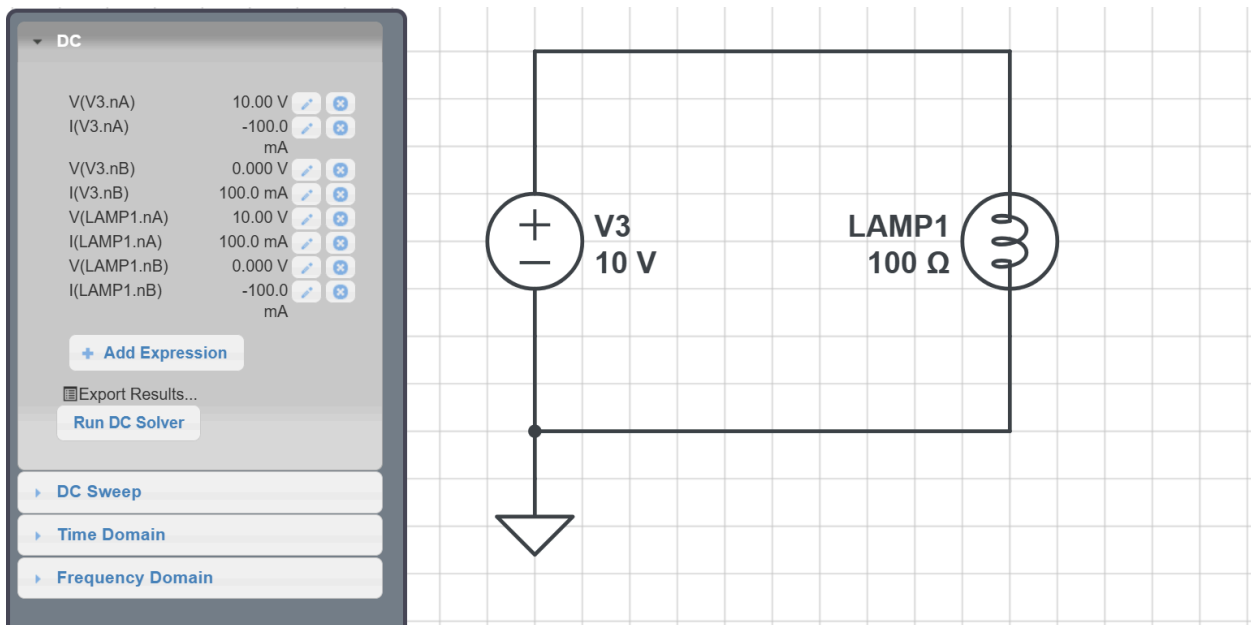 DC
V(V3.nA) 10.00 V
I(V3.nA) -100.0
mA
V(V3.nB) 0.000 V
I(V3.nB) 100.0 mA
V(LAMP1.nA) 10.00 V
I(LAMP1.nA) 100.0 mA
V(LAMP1.nB) 0.000 V
I(LAMP1.nB) -100.0
mA
+ Add Expression
Export Results...
Run DC Solver
DC Sweep
Time Domain
Frequency Domain
V3
10 V
LAMP1
100 Ω